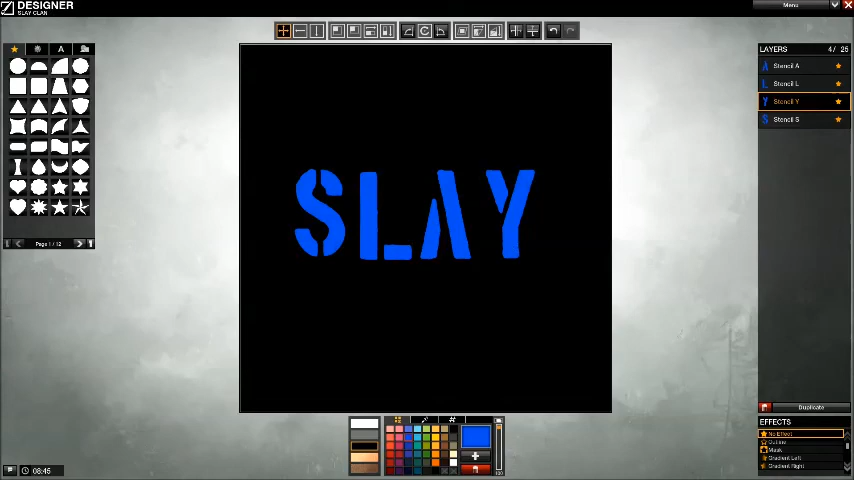 DESIGNER
SLAY CLAN
Menu
LAYERS 4/ 25
Stencil A
Stencil L
Stencil Y
Stencil S
A
SLAY
Page 1 / 12
Duplicate
EFFECTS
No Effect
Outline
Mask
Gradient Left
Gradient Right
#
100
08:45